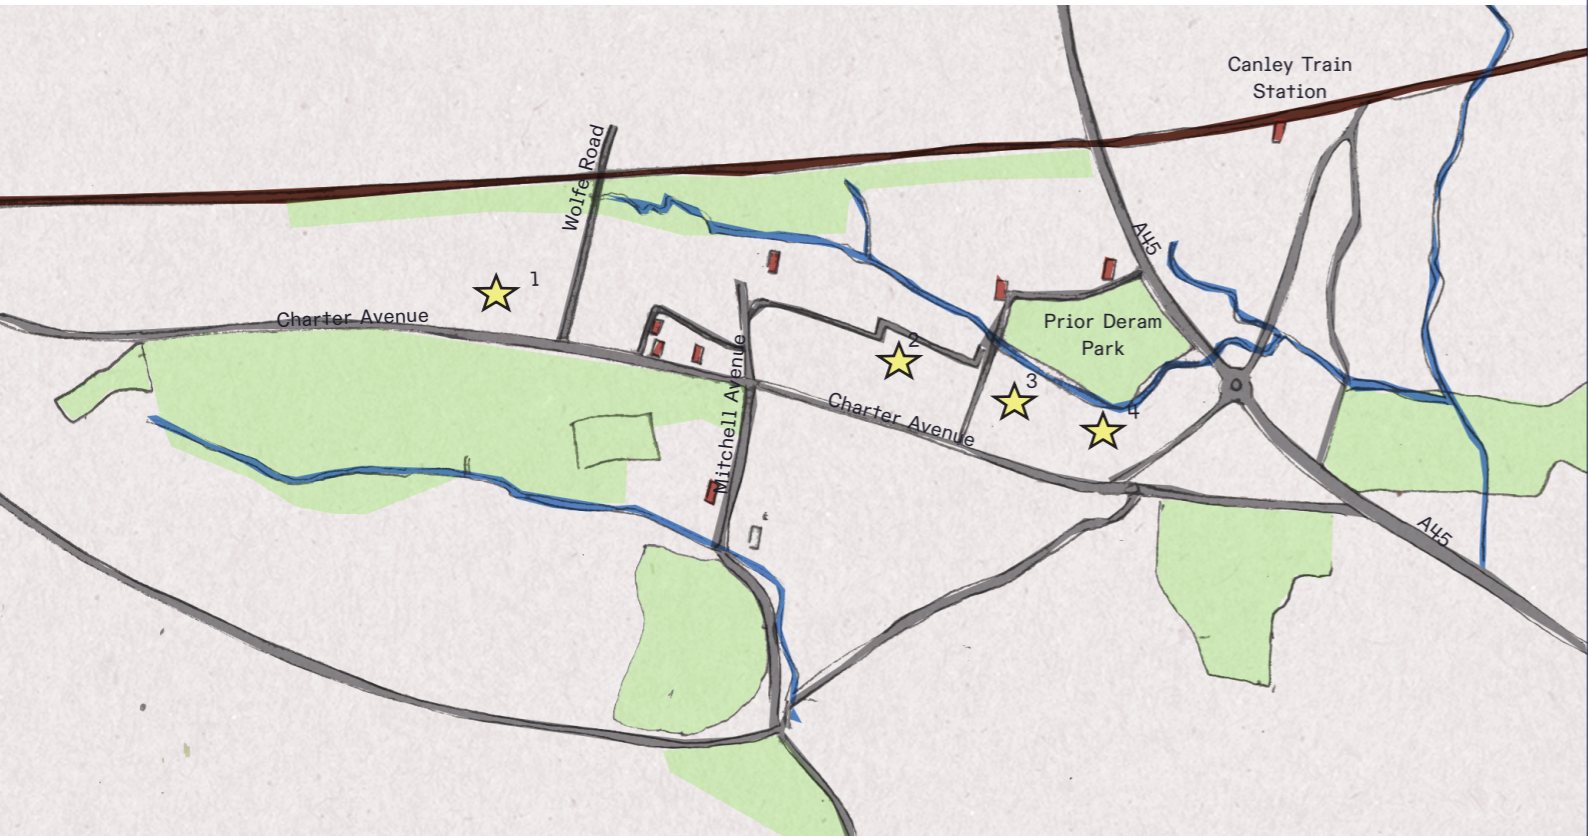 Canley Train
Station
Wolfe Road
A45
1
Charter Avenue
Prior Deram
Park
2
Mitchell Avenue
3
Charter Avenue
4
A45